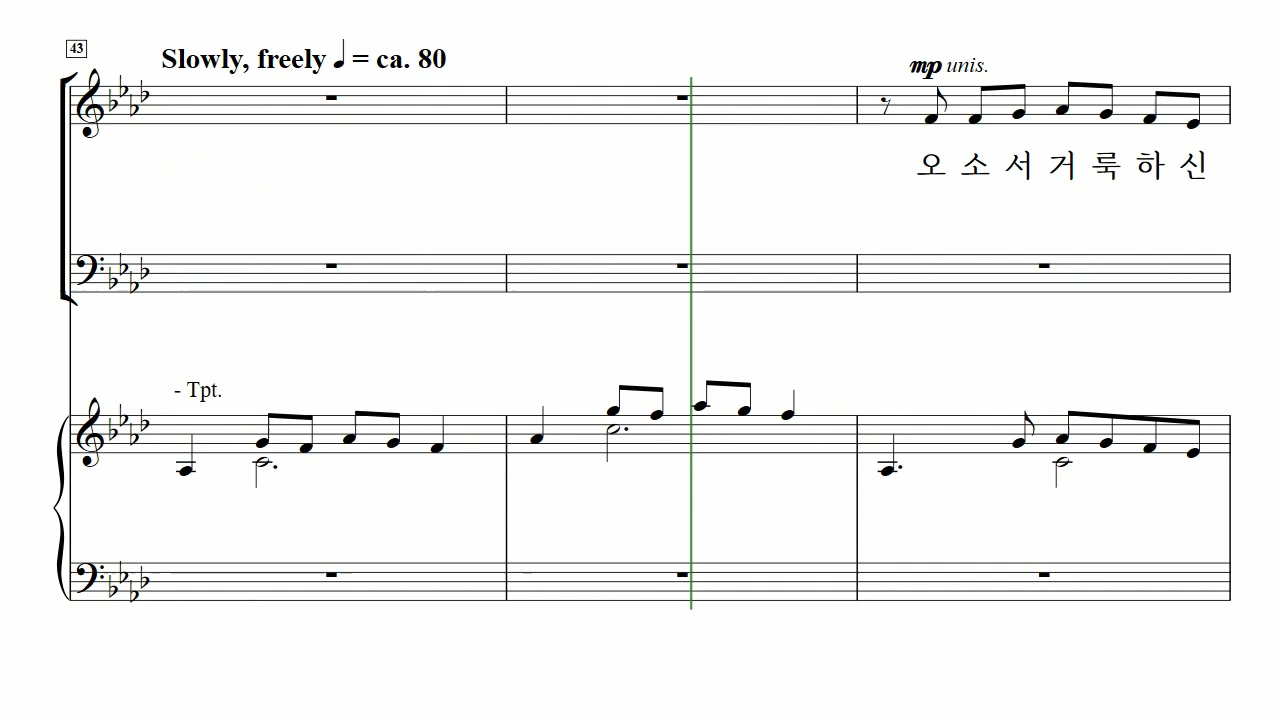 43
Slowly, freely ♩ = ca. 80
mp unis.
오 소 서 거 룩 하 신
- Tpt.